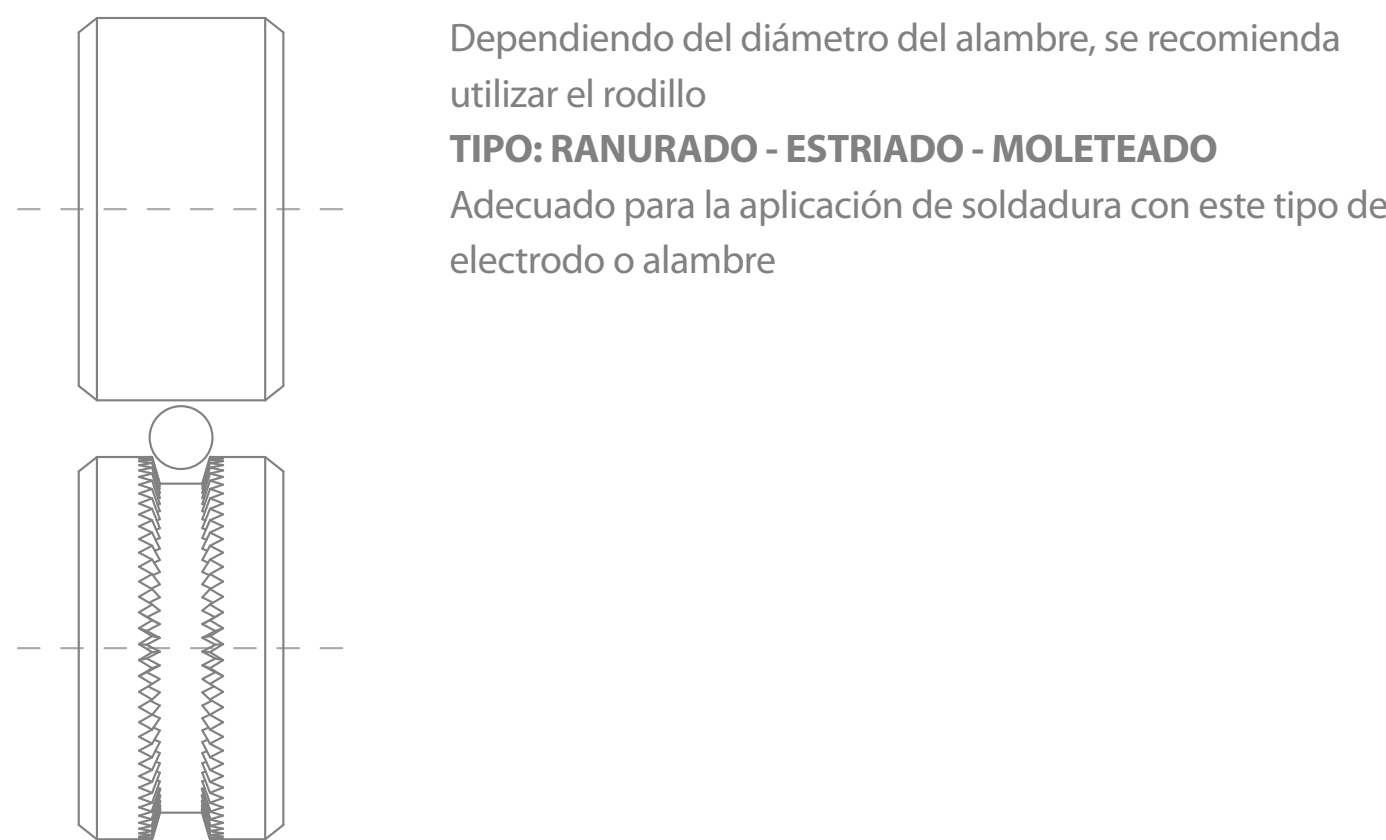 Dependiendo del diámetro del alambre, se recomienda
utilizar el rodillo
TIPO: RANURADO - ESTRIADO - MOLETEADO
Adecuado para la aplicación de soldadura con este tipo de
electrodo o alambre